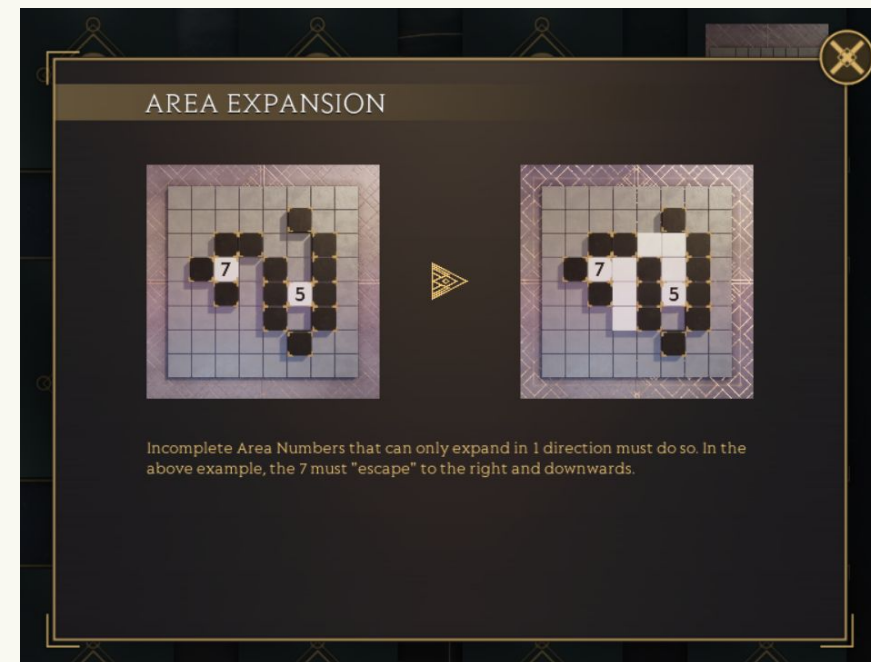 AREA EXPANSION
7
5
7
5
Incomplete Area Numbers that can only expand in 1 direction must do so. In the
above example, the 7 must "escape" to the right and downwards.